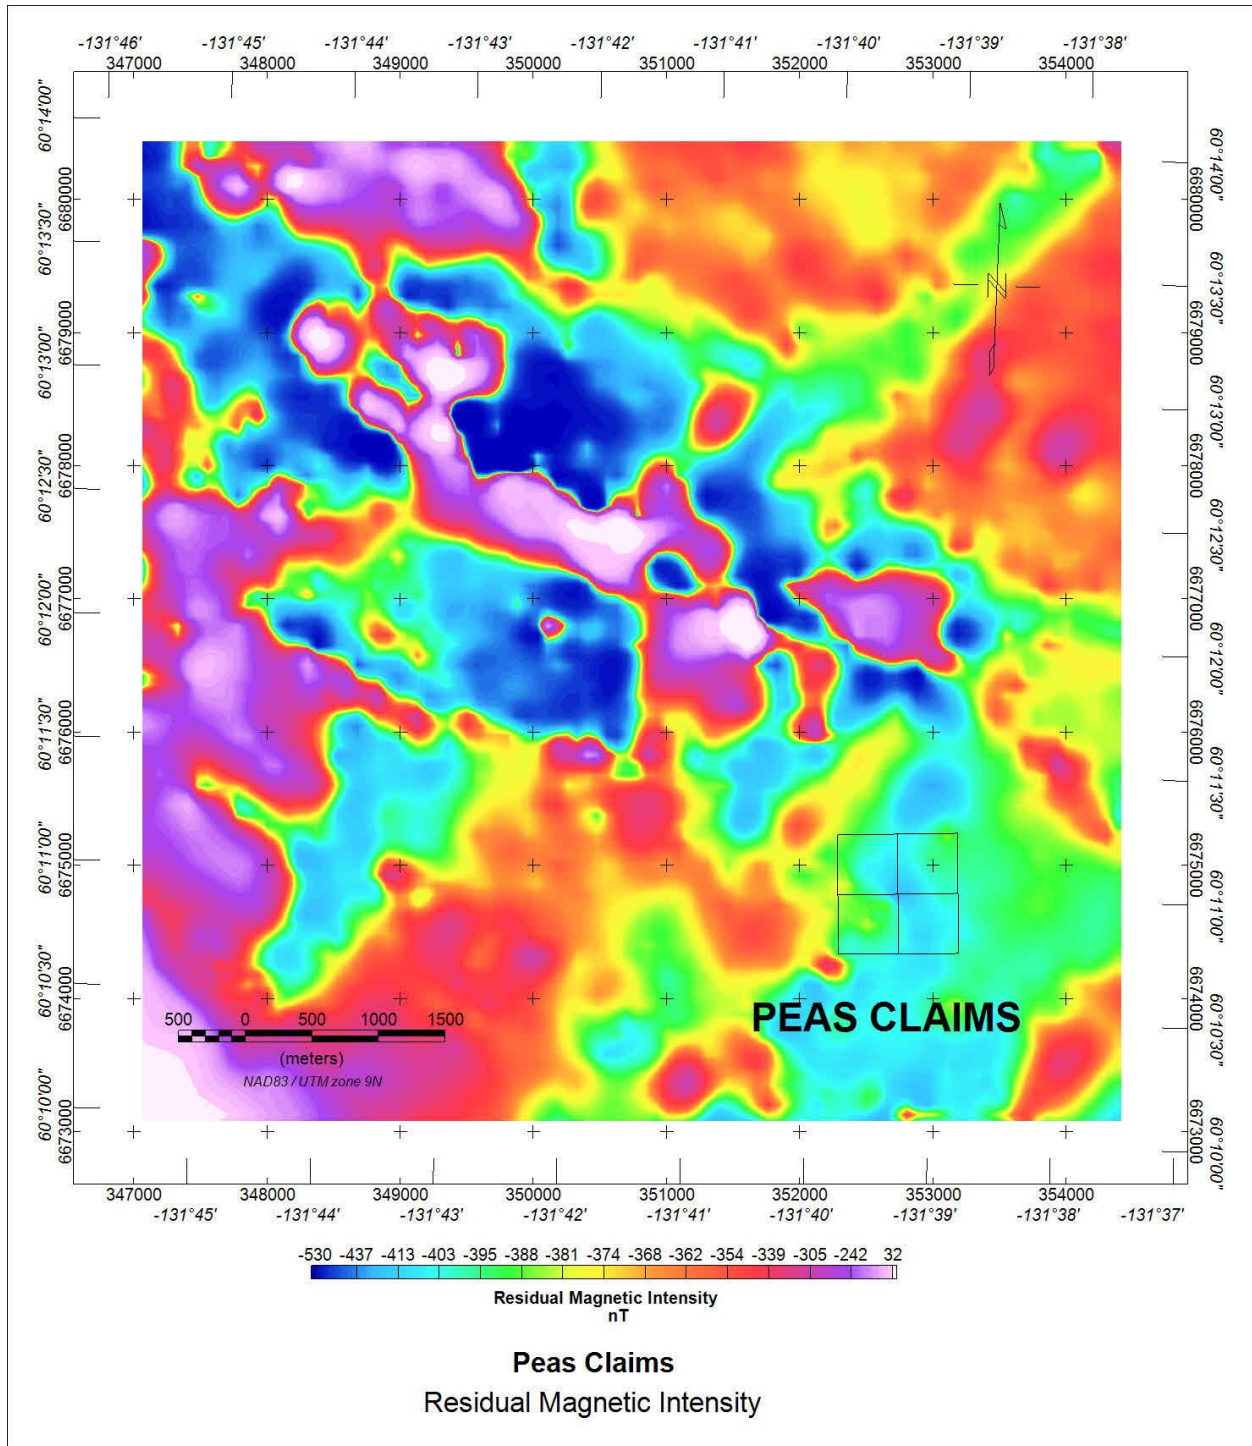 -131°46' -131°45' -131°44' -131°43' -131°42' -131°41' -131°40' -131°39' -131°38'
347000 348000 349000 350000 351000 352000 353000 354000
60°14'00" 60°14'00"
6680000 6680000
60°13'30" 60°13'30"
6679000 6679000
60°13'00" 60°13'00"
6678000 6678000
60°12'30" 60°12'30"
6677000 6677000
60°12'00" 60°12'00"
6676000 6676000
60°11'30" 60°11'30"
6675000 6675000
60°11'00" 60°11'00"
6674000 6674000
60°10'30" 60°10'30"
6673000 6673000
60°10'00" 60°10'00"
N
PEAS CLAIMS
500 0 500 1000 1500
(meters)
NAD83 / UTM zone 9N
347000 348000 349000 350000 351000 352000 353000 354000
-131°45' -131°44' -131°43' -131°42' -131°41' -131°40' -131°39' -131°38' -131°37'
-530 -437 -413 -403 -395 -388 -381 -374 -368 -362 -354 -339 -305 -242 32
Residual Magnetic Intensity
nT
Peas Claims
Residual Magnetic Intensity